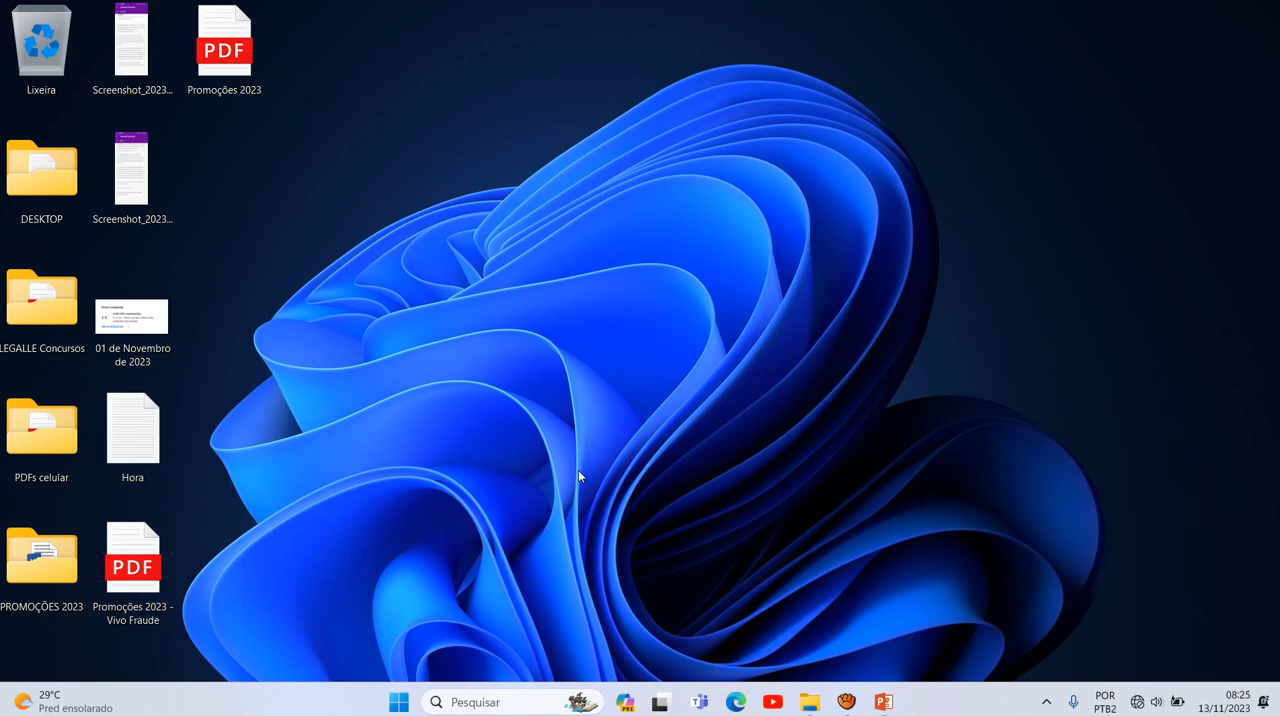 Lixeira
Screenshot_2023...
PDF
Promoções 2023
DESKTOP
Screenshot_2023...
LEGALLE Concursos
01 de Novembro
de 2023
PDFs celular
Hora
PROMOÇÕES 2023
PDF
Promoções 2023 -
Vivo Fraude
29°C
Pred ensolarado
Pesquisar
PRE
POR
PTB2
08:25
13/11/2023